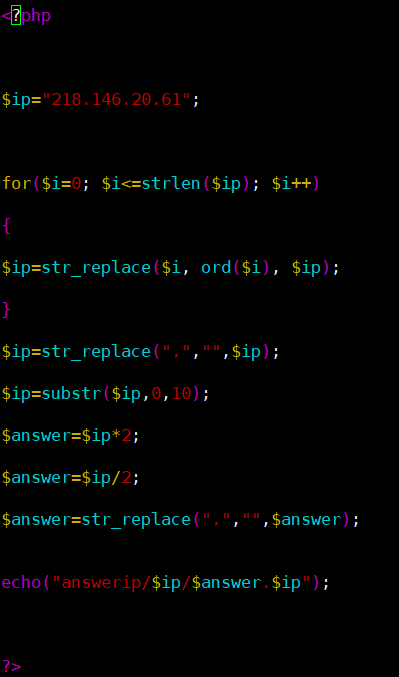 <?php
$ip="218.146.20.61";
for($i=0; $i<=strlen($ip); $i++)
{
$ip=str_replace($i, ord($i), $ip);
}
$ip=str_replace(".","",$ip);
$ip=substr($ip,0,10);
$answer=$ip*2;
$answer=$ip/2;
$answer=str_replace(".","",$answer);
echo("answerip/$ip/$answer.$ip");
?>